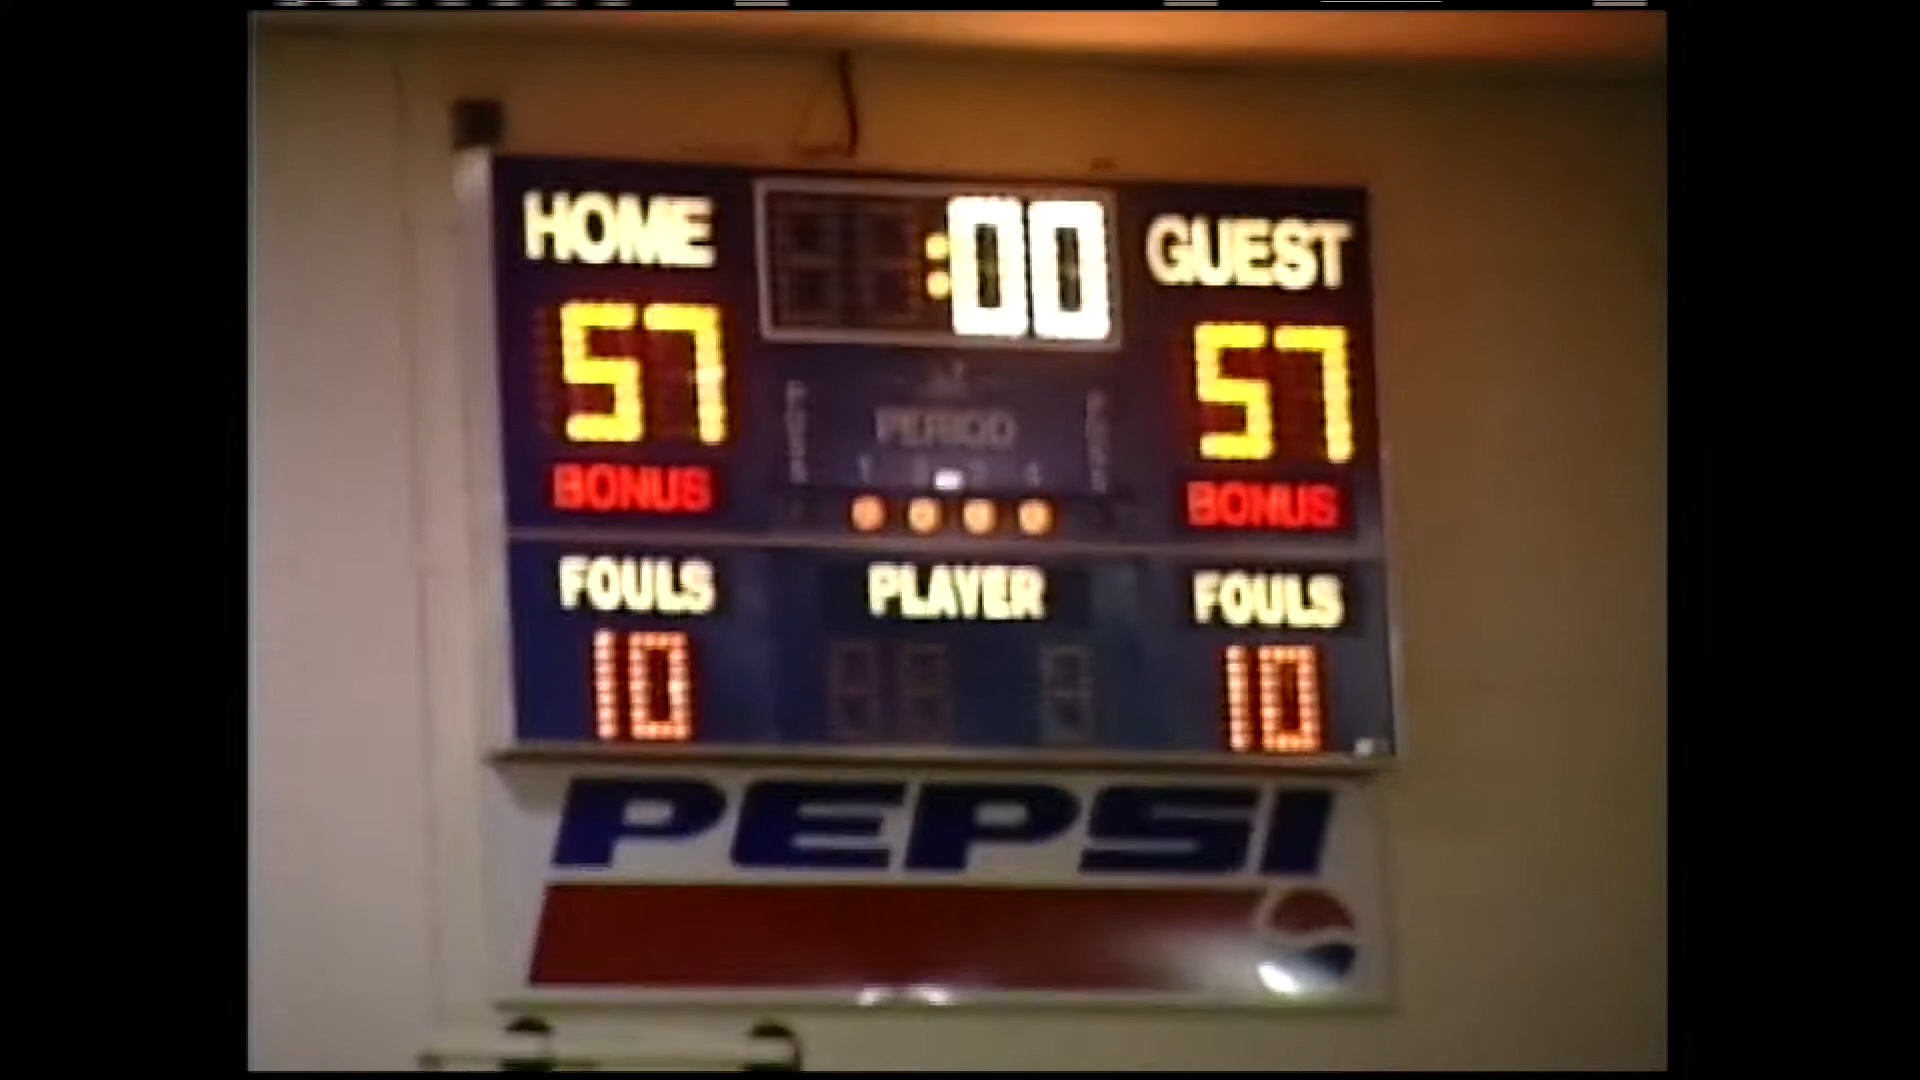 HOME :00 GUEST
57 57
PERIOD
BONUS BONUS
FOULS PLAYER FOULS
10 10
PEPSI